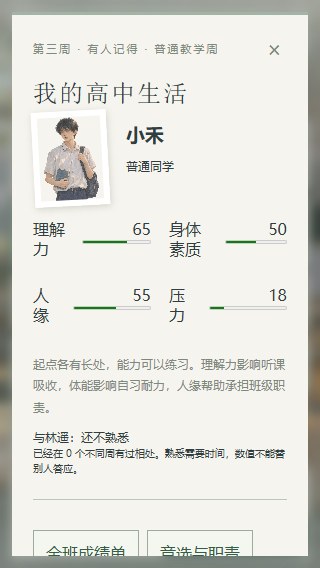 第三周 · 有人记得 · 普通教学周
×
我的高中生活
小禾
普通同学
理解力 65 身体素质 50
人缘 55 压力 18
起点各有长处，能力可以练习。理解力影响听课
吸收，体能影响自习耐力，人缘帮助承担班级职
责。
与林遥：还不熟悉
已经在 0 个不同周有过相处。熟悉需要时间，数值不能替
别人答应。
全班成绩单 竞选与职责